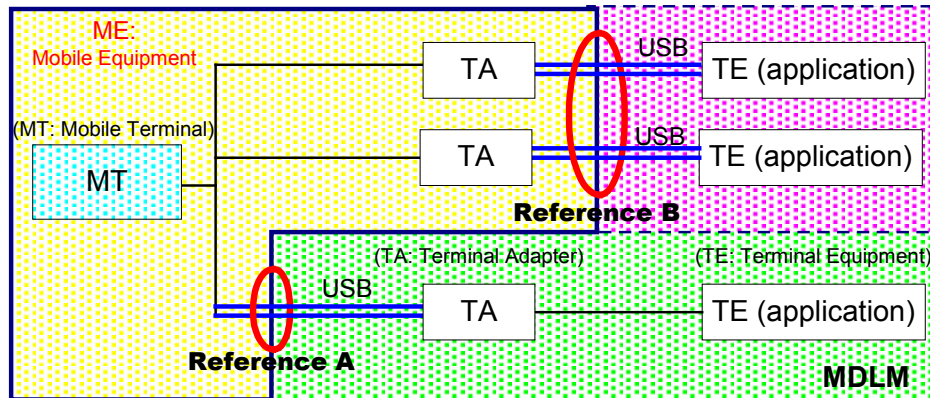 ME:
Mobile Equipment
USB
TA
TE (application)
(MT: Mobile Terminal)
USB
TA
TE (application)
MT
Reference B
(TA: Terminal Adapter)
(TE: Terminal Equipment)
USB
TA
TE (application)
Reference A
MDLM